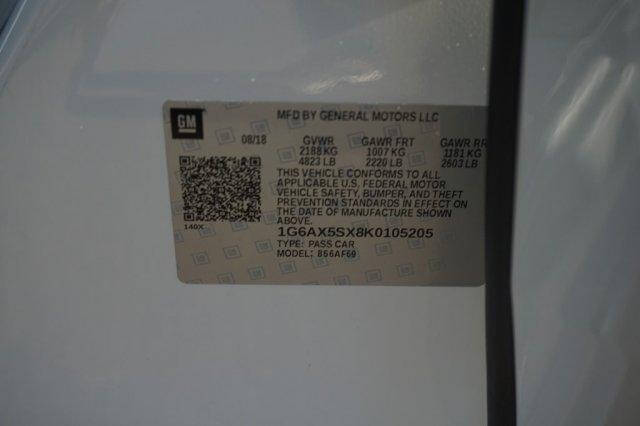 GM
MFD BY GENERAL MOTORS LLC
08/18 GVWR GAWR FRT GAWR RR
2188 KG 1007 KG 1181 KG
4823 LB 2220 LB 2603 LB
THIS VEHICLE CONFORMS TO ALL
APPLICABLE U.S. FEDERAL MOTOR
VEHICLE SAFETY, BUMPER, AND THEFT
PREVENTION STANDARDS IN EFFECT ON
THE DATE OF MANUFACTURE SHOWN
ABOVE.
140X
1G6AX5SX8K0105205
TYPE: PASS CAR
MODEL: 856AF69